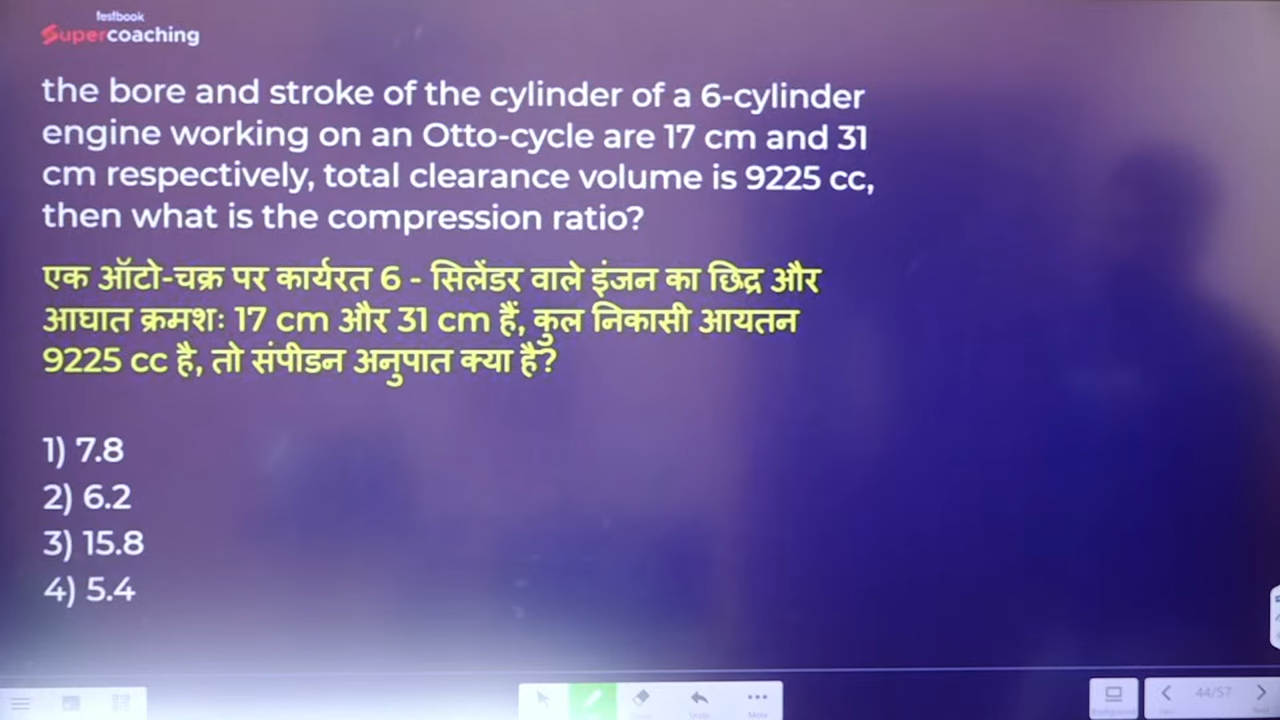 testbook
Supercoaching
the bore and stroke of the cylinder of a 6-cylinder
engine working on an Otto-cycle are 17 cm and 31
cm respectively, total clearance volume is 9225 cc,
then what is the compression ratio?
एक ऑटो-चक्र पर कार्यरत 6 - सिलेंडर वाले इंजन का छिद्र और
आघात क्रमशः 17 cm और 31 cm हैं, कुल निकासी आयतन
9225 cc है, तो संपीडन अनुपात क्या है?
1) 7.8
2) 6.2
3) 15.8
4) 5.4
Undo
More
44/57